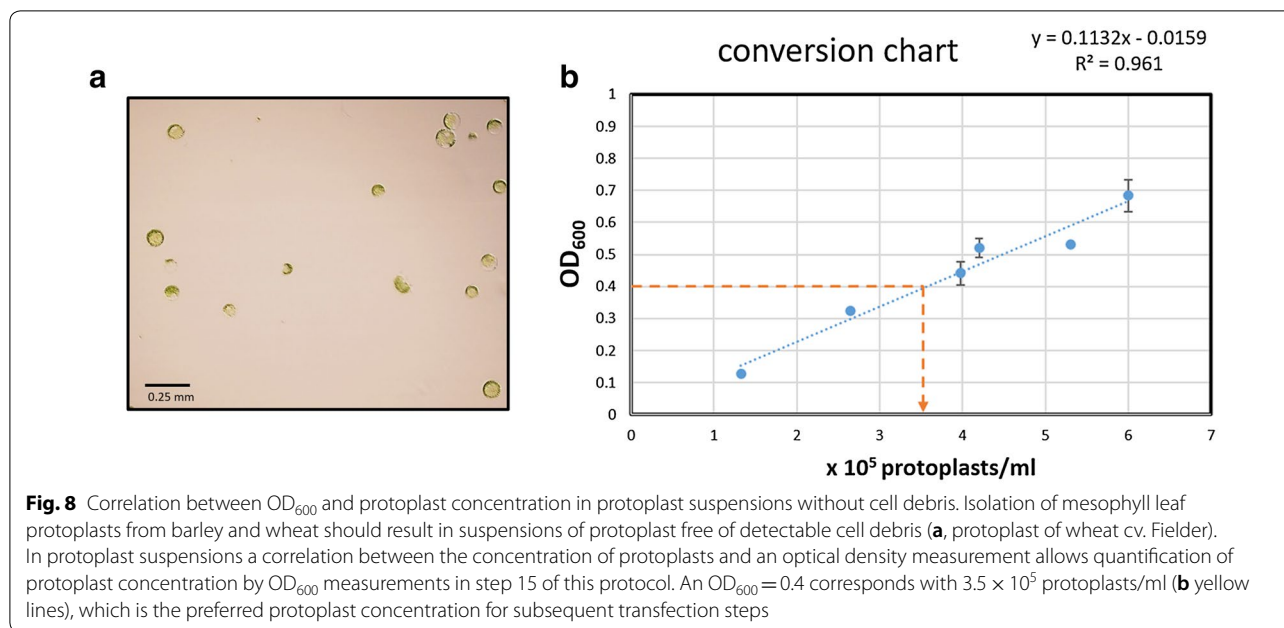 conversion chart
y = 0.1132x - 0.0159
R² = 0.961
a
b
0.25 mm
OD₆₀₀
1
0.9
0.8
0.7
0.6
0.5
0.4
0.3
0.2
0.1
0
0 1 2 3 4 5 6 7
x 10⁵ protoplasts/ml
Fig. 8 Correlation between OD₆₀₀ and protoplast concentration in protoplast suspensions without cell debris. Isolation of mesophyll leaf
protoplasts from barley and wheat should result in suspensions of protoplast free of detectable cell debris (a, protoplast of wheat cv. Fielder).
In protoplast suspensions a correlation between the concentration of protoplasts and an optical density measurement allows quantification of
protoplast concentration by OD₆₀₀ measurements in step 15 of this protocol. An OD₆₀₀ = 0.4 corresponds with 3.5 × 10⁵ protoplasts/ml (b yellow
lines), which is the preferred protoplast concentration for subsequent transfection steps